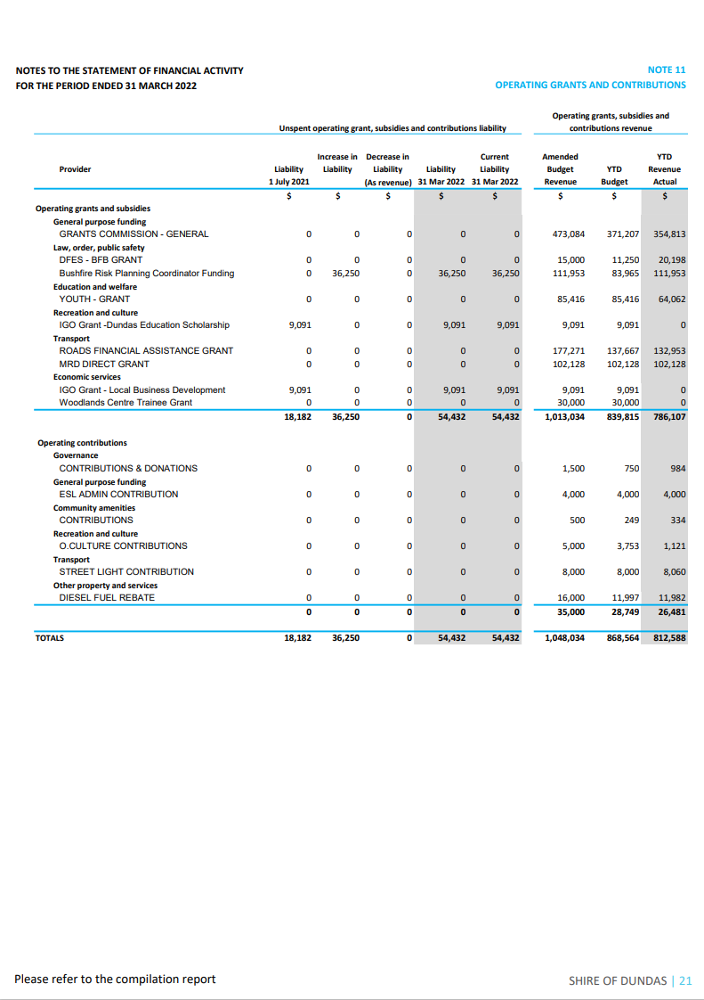 NOTES TO THE STATEMENT OF FINANCIAL ACTIVITY NOTE 11
FOR THE PERIOD ENDED 31 MARCH 2022 OPERATING GRANTS AND CONTRIBUTIONS
Operating grants, subsidies and
Unspent operating grant, subsidies and contributions liability contributions revenue
Increase in Decrease in Current Amended YTD
Provider Liability Liability Liability Liability Liability Budget YTD Revenue
1 July 2021 (As revenue) 31 Mar 2022 31 Mar 2022 Revenue Budget Actual
$ $ $ $ $ $ $ $
Operating grants and subsidies
General purpose funding
GRANTS COMMISSION - GENERAL 0 0 0 0 0 473,084 371,207 354,813
Law, order, public safety
DFES - BFB GRANT 0 0 0 0 0 15,000 11,250 20,198
Bushfire Risk Planning Coordinator Funding 0 36,250 0 36,250 36,250 111,953 83,965 111,953
Education and welfare
YOUTH - GRANT 0 0 0 0 0 85,416 85,416 64,062
Recreation and culture
IGO Grant -Dundas Education Scholarship 9,091 0 0 9,091 9,091 9,091 9,091 0
Transport
ROADS FINANCIAL ASSISTANCE GRANT 0 0 0 0 0 177,271 137,667 132,953
MRD DIRECT GRANT 0 0 0 0 0 102,128 102,128 102,128
Economic services
IGO Grant - Local Business Development 9,091 0 0 9,091 9,091 9,091 9,091 0
Woodlands Centre Trainee Grant 0 0 0 0 0 30,000 30,000 0
18,182 36,250 0 54,432 54,432 1,013,034 839,815 786,107
Operating contributions
Governance
CONTRIBUTIONS & DONATIONS 0 0 0 0 0 1,500 750 984
General purpose funding
ESL ADMIN CONTRIBUTION 0 0 0 0 0 4,000 4,000 4,000
Community amenities
CONTRIBUTIONS 0 0 0 0 0 500 249 334
Recreation and culture
O.CULTURE CONTRIBUTIONS 0 0 0 0 0 5,000 3,753 1,121
Transport
STREET LIGHT CONTRIBUTION 0 0 0 0 0 8,000 8,000 8,060
Other property and services
DIESEL FUEL REBATE 0 0 0 0 0 16,000 11,997 11,982
0 0 0 0 0 35,000 28,749 26,481
TOTALS 18,182 36,250 0 54,432 54,432 1,048,034 868,564 812,588
Please refer to the compilation report SHIRE OF DUNDAS | 21